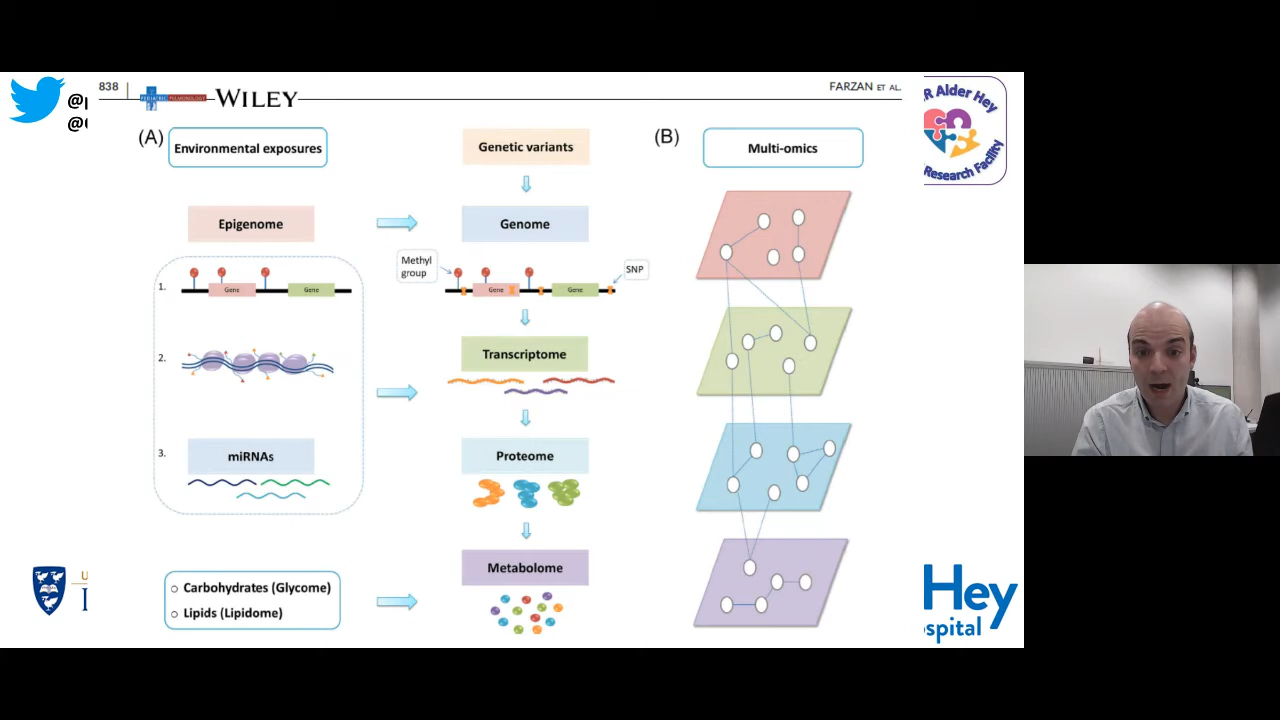 838
WILEY
FARZAN ET AL.
@
@
R Alder Hey
Research Facility
(A)
Environmental exposures
Genetic variants
(B)
Multi-omics
Epigenome
Genome
Methyl
group
SNP
1.
Gene
Gene
Gene
Gene
Transcriptome
2.
3.
miRNAs
Proteome
Metabolome
Carbohydrates (Glycome)
Lipids (Lipidome)
Hey
spital
U